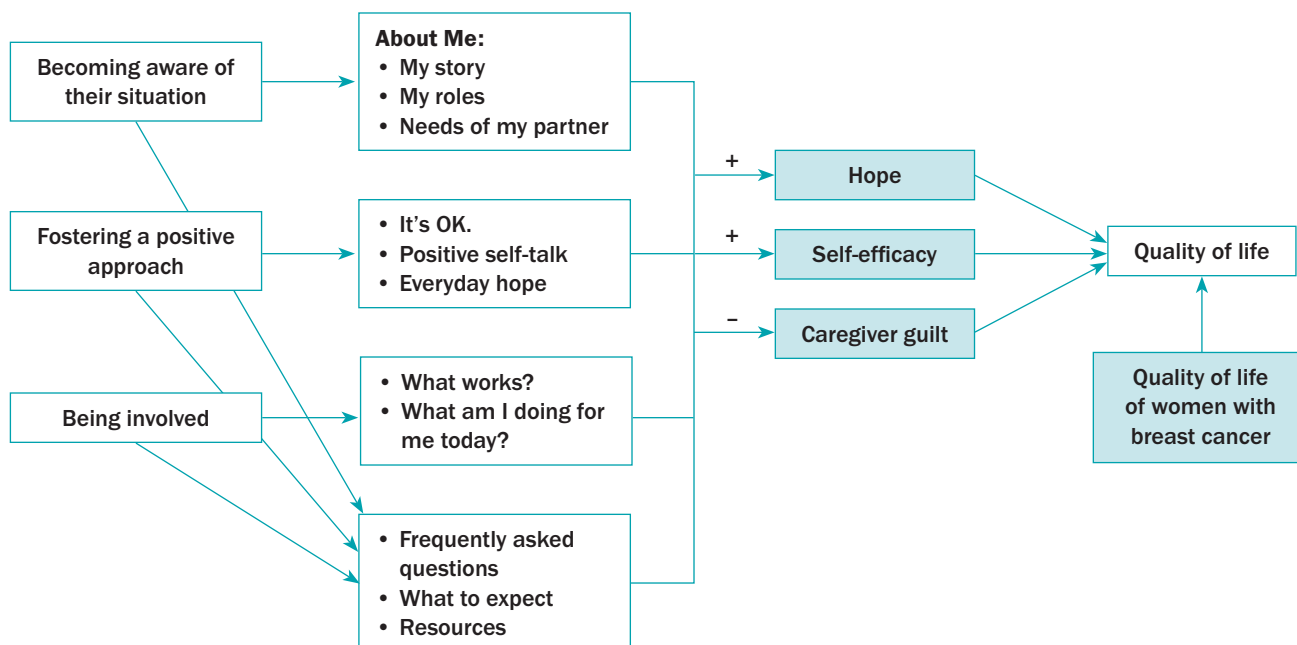 Becoming aware of
their situation
Fostering a positive
approach
Being involved
About Me:
• My story
• My roles
• Needs of my partner
• It's OK.
• Positive self-talk
• Everyday hope
• What works?
• What am I doing for
me today?
• Frequently asked
questions
• What to expect
• Resources
+
Hope
+
Self-efficacy
–
Caregiver guilt
Quality of life
Quality of life
of women with
breast cancer